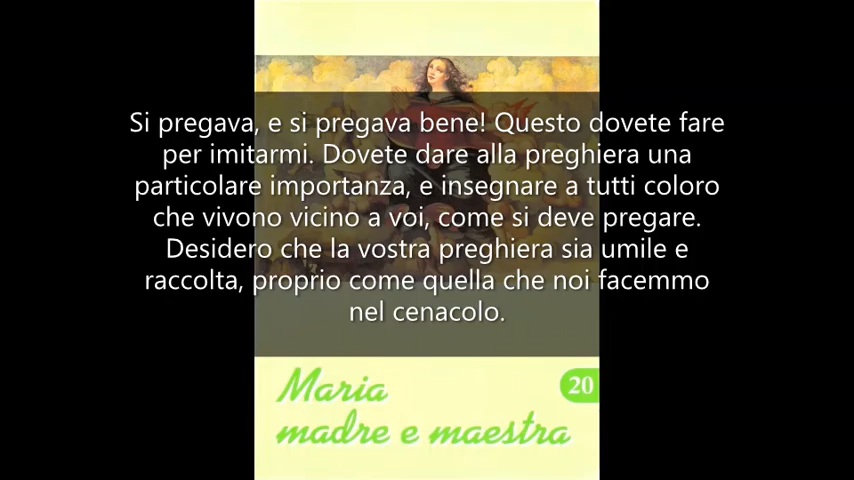 Si pregava, e si pregava bene! Questo dovete fare
per imitarmi. Dovete dare alla preghiera una
particolare importanza, e insegnare a tutti coloro
che vivono vicino a voi, come si deve pregare.
Desidero che la vostra preghiera sia umile e
raccolta, proprio come quella che noi facemmo
nel cenacolo.
Maria
20
madre e maestra